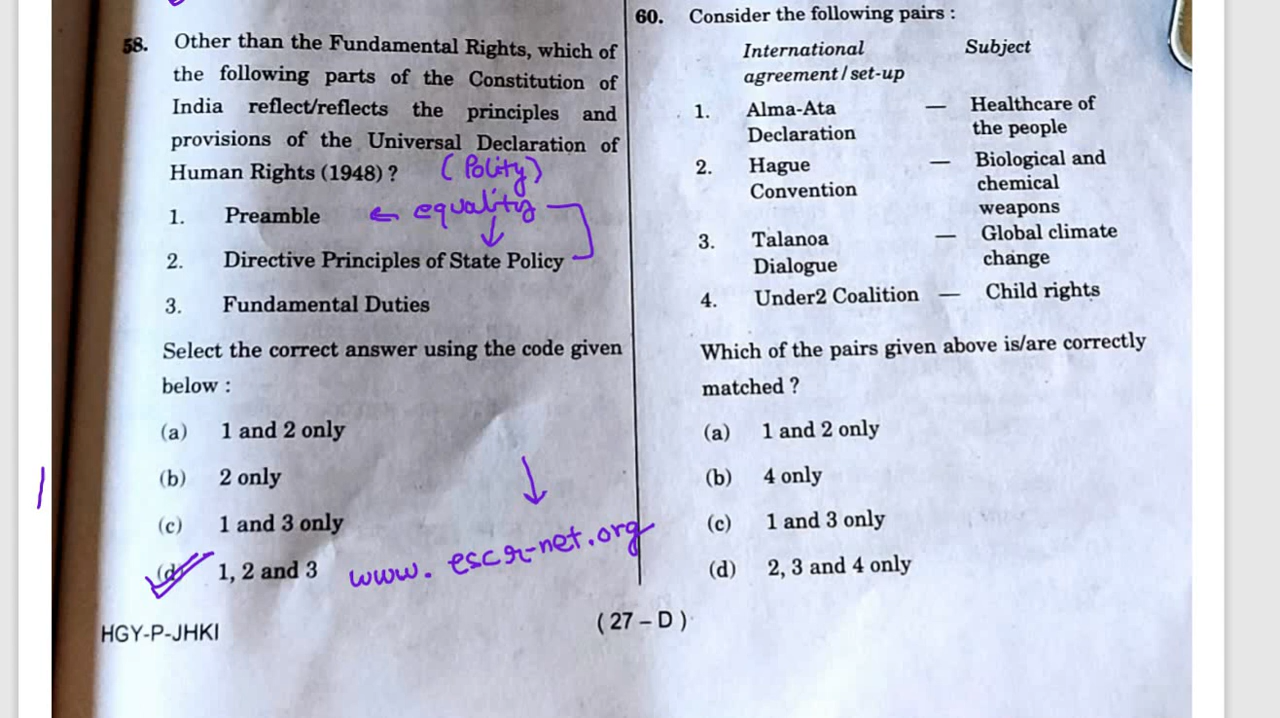 58. Other than the Fundamental Rights, which of
the following parts of the Constitution of
India reflect/reflects the principles and
provisions of the Universal Declaration of
Human Rights (1948) ? (Polity)
1. Preamble ← equality
2. Directive Principles of State Policy
3. Fundamental Duties
Select the correct answer using the code given
below :
(a) 1 and 2 only
(b) 2 only
(c) 1 and 3 only
(d) 1, 2 and 3 www.escr-net.org
HGY-P-JHKI
60. Consider the following pairs :
International Subject
agreement / set-up
1. Alma-Ata — Healthcare of
Declaration the people
2. Hague — Biological and
Convention chemical
weapons
3. Talanoa — Global climate
Dialogue change
4. Under2 Coalition — Child rights
Which of the pairs given above is/are correctly
matched ?
(a) 1 and 2 only
(b) 4 only
(c) 1 and 3 only
(d) 2, 3 and 4 only
( 27 – D )